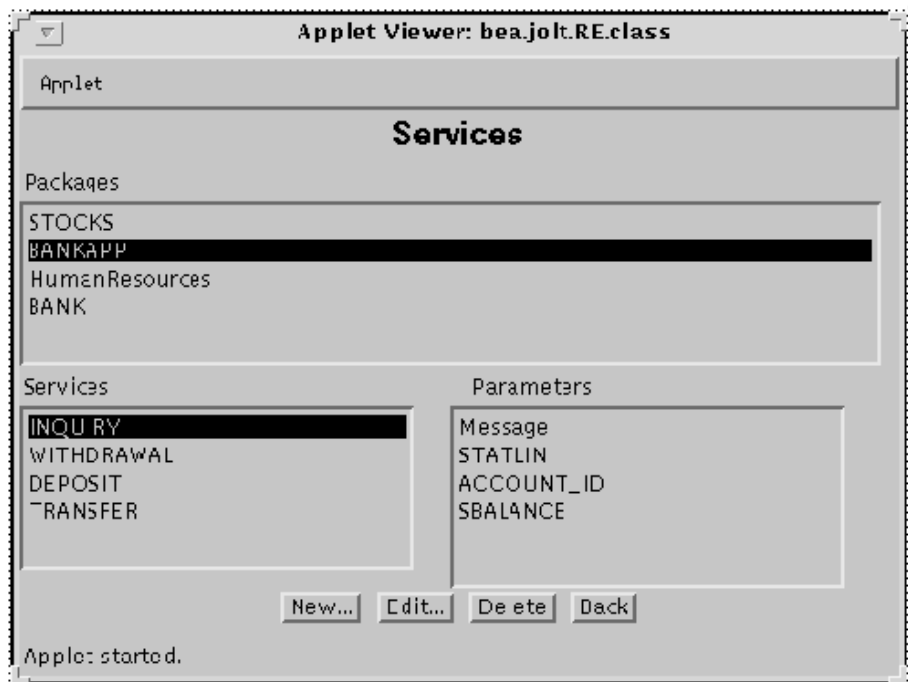 Applet Viewer: bea.jolt.RE.class
Applet
Services
Packages
STOCKS
BANKAPP
HumanResources
BANK
Services Parameters
INQUIRY Message
WITHDRAWAL STATLIN
DEPOSIT ACCOUNT_ID
TRANSFER SBALANCE
New... Edit... Delete Back
Applet started.